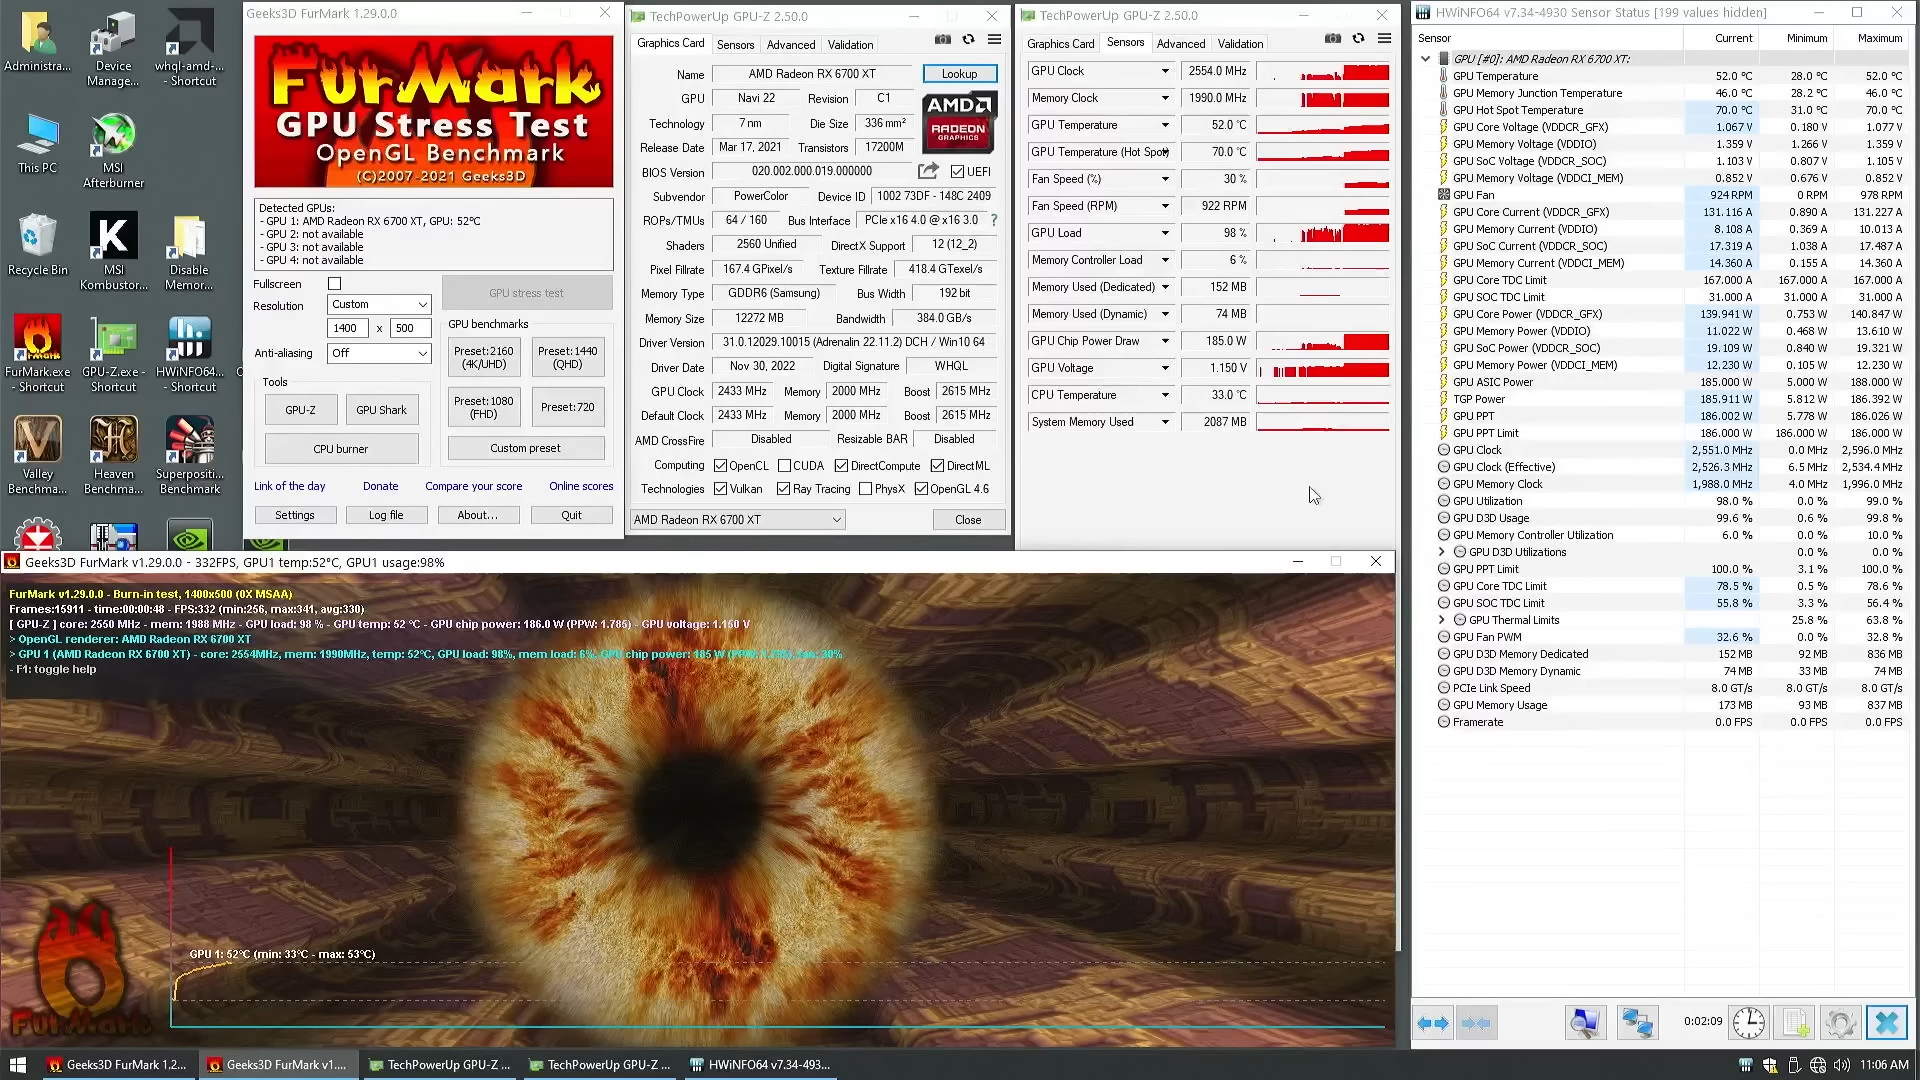 Administra...
Device
Manage...
whql-amd-...
- Shortcut
This PC
MSI
Afterburner
Recycle Bin
MSI
Kombustor...
Disable
Memor...
FurMark.exe
- Shortcut
GPU-Z.exe -
Shortcut
HWiNFO64...
- Shortcut
Valley
Benchma...
Heaven
Benchma...
Superpositi...
Benchmark
Geeks3D FurMark 1.29.0.0
FurMark
GPU Stress Test
OpenGL Benchmark
(C)2007-2021 Geeks3D
Detected GPUs:
- GPU 1: AMD Radeon RX 6700 XT, GPU: 52°C
- GPU 2: not available
- GPU 3: not available
- GPU 4: not available
Fullscreen
Resolution Custom
1400 x 500
Anti-aliasing: Off
GPU stress test
GPU benchmarks
Preset:2160
(4K/UHD)
Preset:1440
(QHD)
Preset:1080
(FHD)
Preset:720
Custom preset
Tools
GPU-Z
GPU Shark
CPU burner
Link of the day Donate Compare your score Online scores
Settings Log file About... Quit
TechPowerUp GPU-Z 2.50.0
Graphics Card Sensors Advanced Validation
Name AMD Radeon RX 6700 XT Lookup
GPU Navi 22 Revision C1
Technology 7 nm Die Size 336 mm²
Release Date Mar 17, 2021 Transistors 17200M
AMD
RADEON
GRAPHICS
BIOS Version 020.002.000.019.000000 UEFI
Subvendor PowerColor Device ID 1002 73DF - 148C 2409
ROPs/TMUs 64 / 160 Bus Interface PCIe x16 4.0 @ x16 3.0 ?
Shaders 2560 Unified DirectX Support 12 (12_2)
Pixel Fillrate 167.4 GPixel/s Texture Fillrate 418.4 GTexel/s
Memory Type GDDR6 (Samsung) Bus Width 192 bit
Memory Size 12272 MB Bandwidth 384.0 GB/s
Driver Version 31.0.12029.10015 (Adrenalin 22.11.2) DCH / Win10 64
Driver Date Nov 30, 2022 Digital Signature WHQL
GPU Clock 2433 MHz Memory 2000 MHz Boost 2615 MHz
Default Clock 2433 MHz Memory 2000 MHz Boost 2615 MHz
AMD CrossFire Disabled Resizable BAR Disabled
Computing OpenCL CUDA DirectCompute DirectML
Technologies Vulkan Ray Tracing PhysX OpenGL 4.6
AMD Radeon RX 6700 XT Close
TechPowerUp GPU-Z 2.50.0
Graphics Card Sensors Advanced Validation
GPU Clock 2554.0 MHz
Memory Clock 1990.0 MHz
GPU Temperature 52.0 °C
GPU Temperature (Hot Spot) 70.0 °C
Fan Speed (%) 30 %
Fan Speed (RPM) 922 RPM
GPU Load 98 %
Memory Controller Load 6 %
Memory Used (Dedicated) 152 MB
Memory Used (Dynamic) 74 MB
GPU Chip Power Draw 185.0 W
GPU Voltage 1.150 V
CPU Temperature 33.0 °C
System Memory Used 2087 MB
HWiNFO64 v7.34-4930 Sensor Status [199 values hidden]
Sensor Current Minimum Maximum
GPU [#0]: AMD Radeon RX 6700 XT:
GPU Temperature 52.0 °C 28.0 °C 52.0 °C
GPU Memory Junction Temperature 46.0 °C 28.2 °C 46.0 °C
GPU Hot Spot Temperature 70.0 °C 31.0 °C 70.0 °C
GPU Core Voltage (VDDCR_GFX) 1.067 V 0.180 V 1.077 V
GPU Memory Voltage (VDDIO) 1.359 V 1.266 V 1.359 V
GPU SoC Voltage (VDDCR_SOC) 1.103 V 0.807 V 1.105 V
GPU Memory Voltage (VDDCI_MEM) 0.852 V 0.676 V 0.852 V
GPU Fan 924 RPM 0 RPM 978 RPM
GPU Core Current (VDDCR_GFX) 131.116 A 0.890 A 131.227 A
GPU Memory Current (VDDIO) 8.108 A 0.369 A 10.013 A
GPU SoC Current (VDDCR_SOC) 17.319 A 1.038 A 17.487 A
GPU Memory Current (VDDCI_MEM) 14.360 A 0.155 A 14.360 A
GPU Core TDC Limit 167.000 A 167.000 A 167.000 A
GPU SOC TDC Limit 31.000 A 31.000 A 31.000 A
GPU Core Power (VDDCR_GFX) 139.941 W 0.753 W 140.847 W
GPU Memory Power (VDDIO) 11.022 W 0.468 W 13.610 W
GPU SoC Power (VDDCR_SOC) 19.109 W 0.840 W 19.321 W
GPU Memory Power (VDDCI_MEM) 12.230 W 0.105 W 12.230 W
GPU ASIC Power 185.000 W 5.000 W 188.000 W
TGP Power 185.911 W 5.812 W 186.392 W
GPU PPT 186.002 W 5.778 W 186.026 W
GPU PPT Limit 186.000 W 186.000 W 186.000 W
GPU Clock 2,551.0 MHz 0.0 MHz 2,596.0 MHz
GPU Clock (Effective) 2,526.3 MHz 6.5 MHz 2,534.4 MHz
GPU Memory Clock 1,988.0 MHz 4.0 MHz 1,996.0 MHz
GPU Utilization 98.0 % 0.0 % 99.0 %
GPU D3D Usage 99.6 % 0.6 % 99.8 %
GPU Memory Controller Utilization 6.0 % 0.0 % 10.0 %
GPU D3D Utilizations 0.0 % 0.0 %
GPU PPT Limit 100.0 % 3.1 % 100.0 %
GPU Core TDC Limit 78.5 % 0.5 % 78.6 %
GPU SOC TDC Limit 55.8 % 3.3 % 56.4 %
GPU Thermal Limits 25.8 % 63.8 %
GPU Fan PWM 32.6 % 0.0 % 32.8 %
GPU D3D Memory Dedicated 152 MB 92 MB 836 MB
GPU D3D Memory Dynamic 74 MB 33 MB 74 MB
PCIe Link Speed 8.0 GT/s 8.0 GT/s 8.0 GT/s
GPU Memory Usage 173 MB 93 MB 837 MB
Framerate 0.0 FPS 0.0 FPS 0.0 FPS
0:02:09
Geeks3D FurMark v1.29.0.0 - 332FPS, GPU1 temp:52°C, GPU1 usage:98%
FurMark v1.29.0.0 - Burn-in test, 1400x500 (0X MSAA)
Frames:15911 - time:00:00:48 - FPS:332 (min:256, max:341, avg:330)
[ GPU-Z ] core: 2550 MHz - mem: 1988 MHz - GPU load: 98 % - GPU temp: 52 °C - GPU chip power: 186.0 W (PPW: 1.785) - GPU voltage: 1.150 V
> OpenGL renderer: AMD Radeon RX 6700 XT
> GPU 1 (AMD Radeon RX 6700 XT) - core: 2554MHz, mem: 1990MHz, temp: 52°C, GPU load: 98%, mem load: 6%, GPU chip power: 185 W (PPW: 1.795), fan: 30%
- F1: toggle help
GPU 1: 52°C (min: 33°C - max: 53°C)
FurMark
Geeks3D FurMark 1.2...
Geeks3D FurMark v1....
TechPowerUp GPU-Z ...
TechPowerUp GPU-Z ...
HWiNFO64 v7.34-493...
11:06 AM